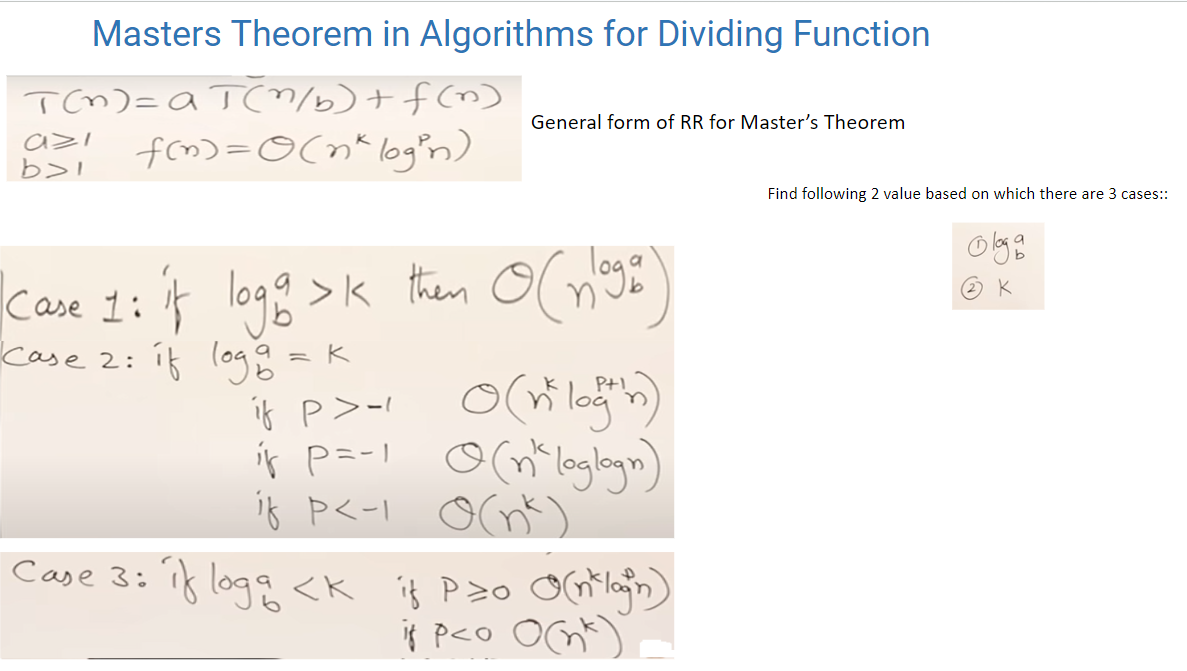 Masters Theorem in Algorithms for Dividing Function
T(n) = a T(n/b) + f(n)
a≥1
b>1
f(n) = Θ(n^k log^p n)
General form of RR for Master’s Theorem
Find following 2 value based on which there are 3 cases::
① log_b^a
② K
Case 1: if log_b^a > k then Θ(n^{log_b^a})
Case 2: if log_b^a = K
if P > -1 Θ(n^k log^{P+1} n)
if P = -1 Θ(n^k loglogn)
if P < -1 Θ(n^k)
Case 3: if log_b^a < K if P≥0 Θ(n^k log^p n)
if P<0 O(n^k)